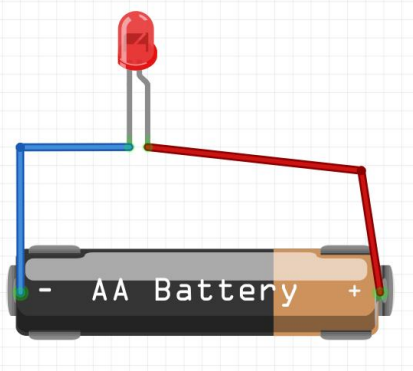 - AA Battery +